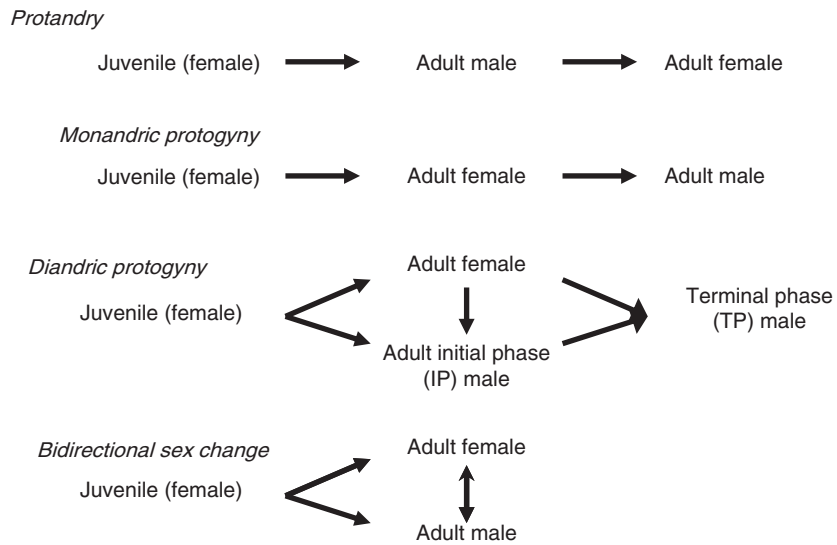 Protandry
Juvenile (female) Adult male Adult female
Monandric protogyny
Juvenile (female) Adult female Adult male
Diandric protogyny
Adult female
Juvenile (female)
Terminal phase
(TP) male
Adult initial phase
(IP) male
Bidirectional sex change
Adult female
Juvenile (female)
Adult male